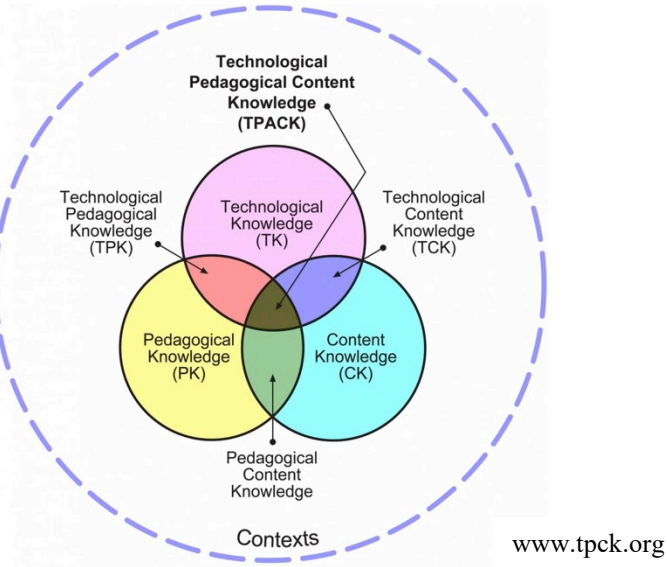 Technological
Pedagogical Content
Knowledge
(TPACK)
Technological
Pedagogical
Knowledge
(TPK)
Technological
Knowledge
(TK)
Technological
Content
Knowledge
(TCK)
Pedagogical
Knowledge
(PK)
Content
Knowledge
(CK)
Pedagogical
Content
Knowledge
Contexts
www.tpck.org